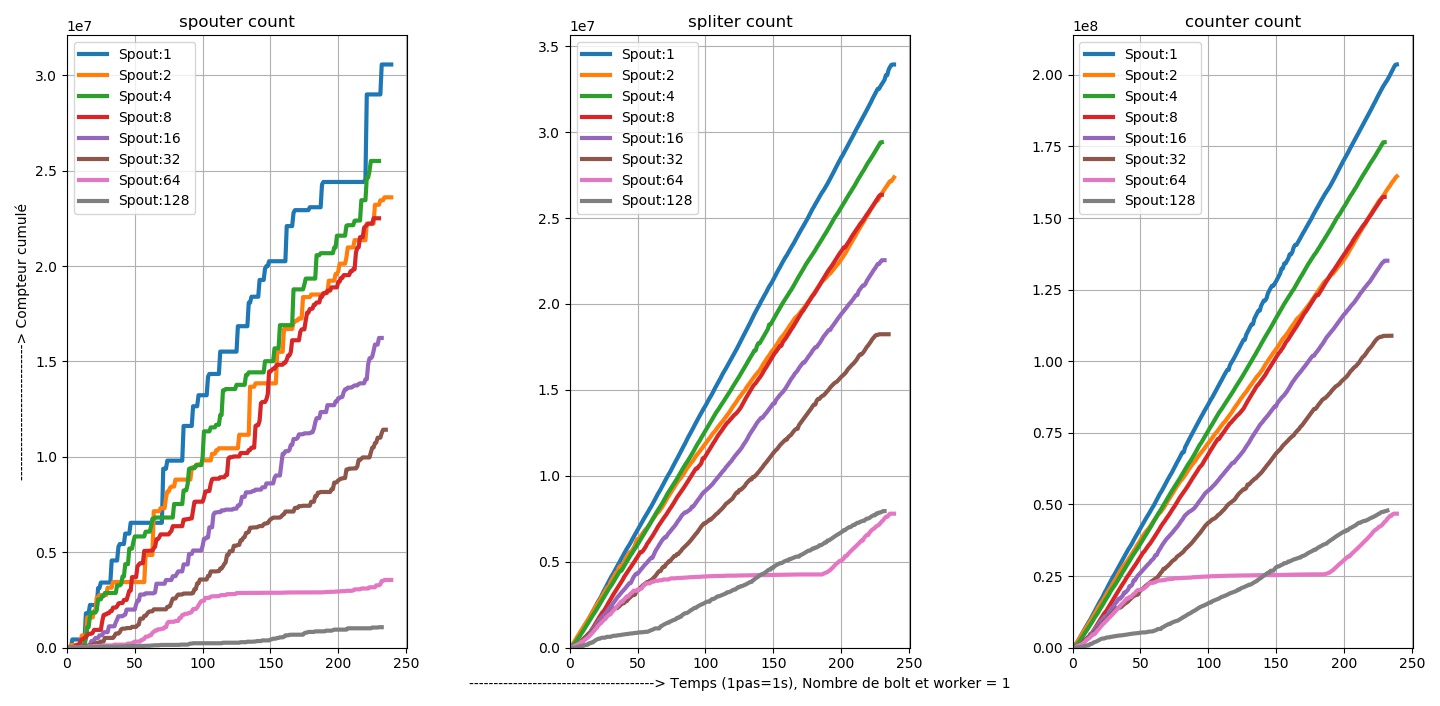 spouter count
1e7
3.0
2.5
2.0
1.5
1.0
0.5
0.0
0
50
100
150
200
250
Spout:1
Spout:2
Spout:4
Spout:8
Spout:16
Spout:32
Spout:64
Spout:128
--------------------> Compteur cumulé
spliter count
1e7
3.5
3.0
2.5
2.0
1.5
1.0
0.5
0.0
0
50
100
150
200
250
Spout:1
Spout:2
Spout:4
Spout:8
Spout:16
Spout:32
Spout:64
Spout:128
counter count
1e8
2.00
1.75
1.50
1.25
1.00
0.75
0.50
0.25
0.00
0
50
100
150
200
250
Spout:1
Spout:2
Spout:4
Spout:8
Spout:16
Spout:32
Spout:64
Spout:128
-------------------------------------> Temps (1pas=1s), Nombre de bolt et worker = 1